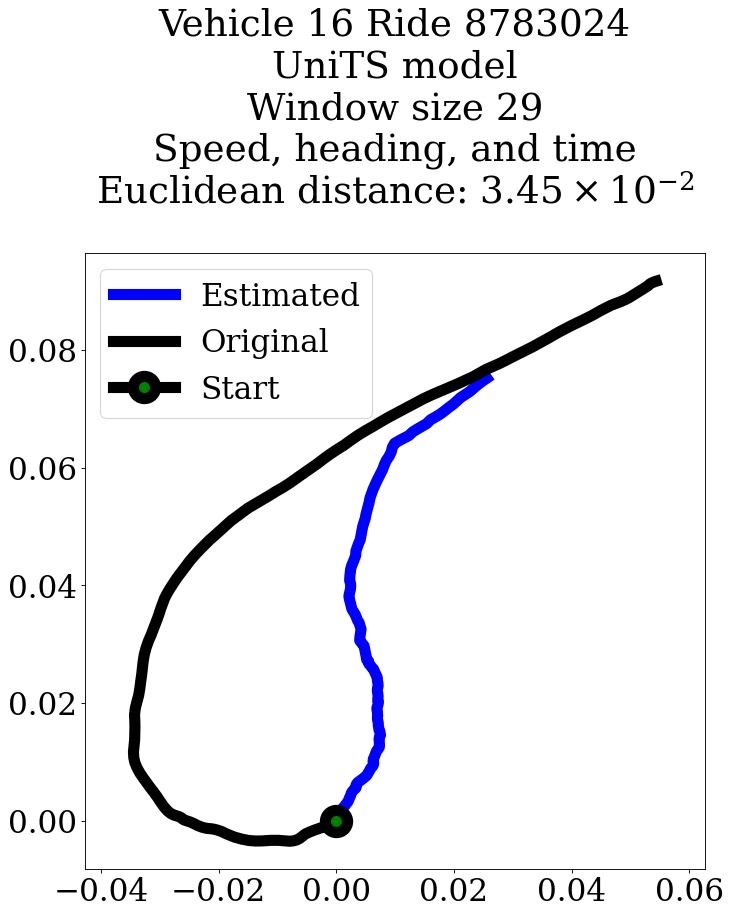 Vehicle 16 Ride 8783024
UniTS model
Window size 29
Speed, heading, and time
Euclidean distance: 3.45 × 10⁻²
Estimated
Original
Start
0.08
0.06
0.04
0.02
0.00
−0.04 −0.02 0.00 0.02 0.04 0.06